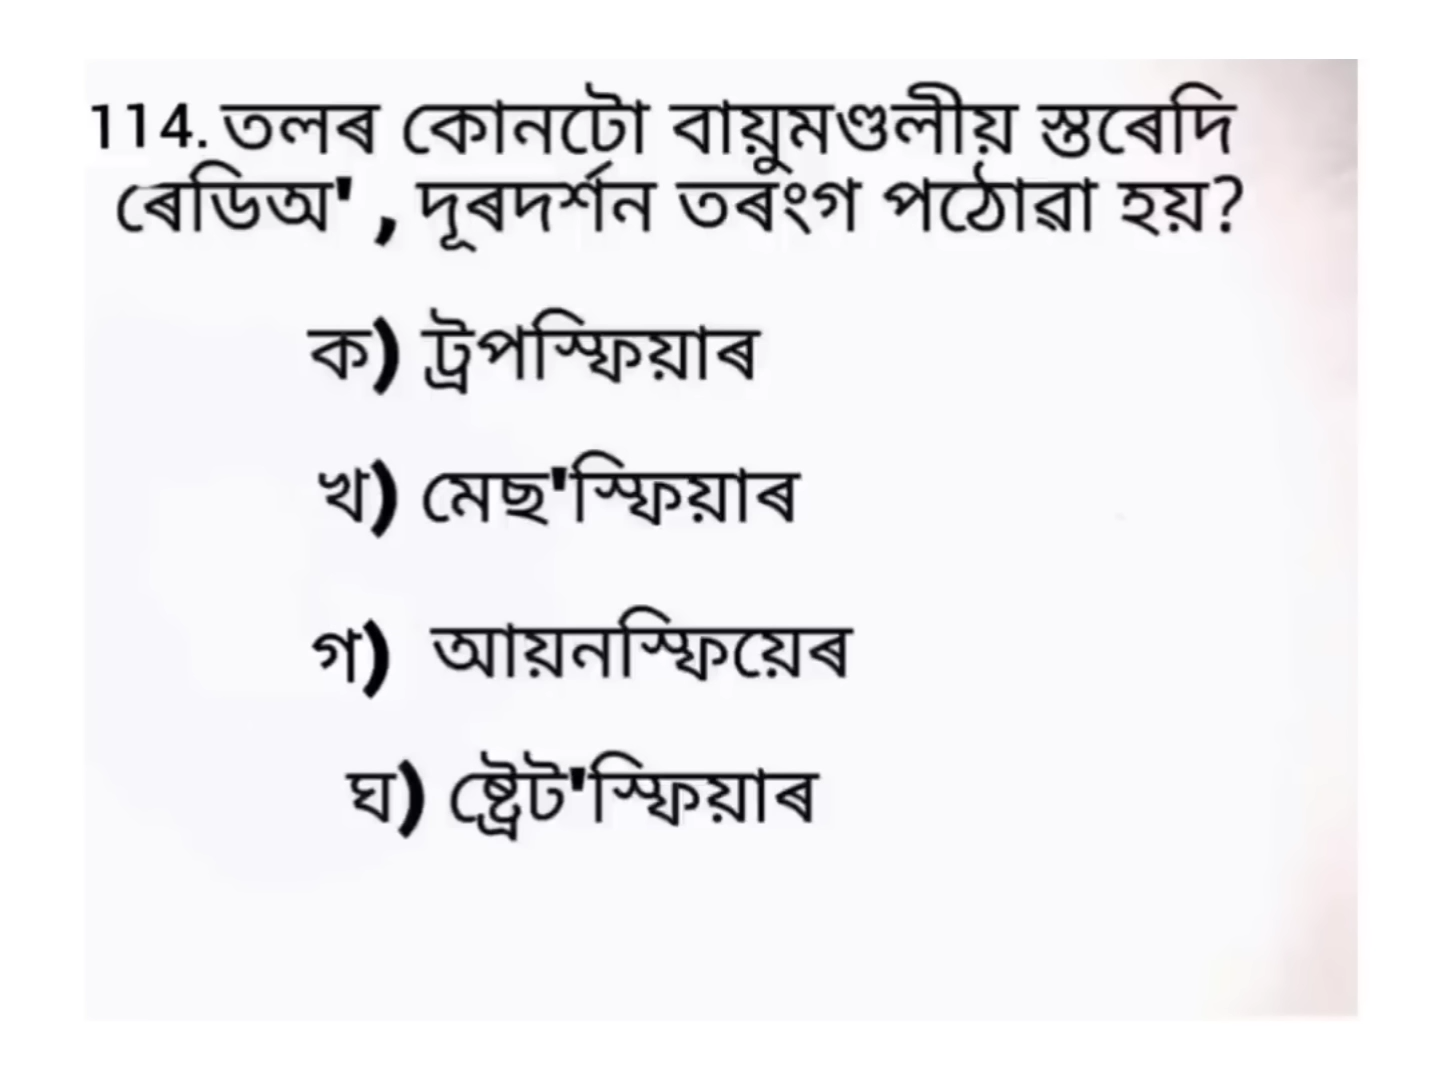 114. তলৰ কোনটো বায়ুমণ্ডলীয় স্তৰেদি
ৰেডিঅ' , দূৰদৰ্শন তৰংগ পঠোৱা হয়?
ক) ট্ৰপস্ফিয়াৰ
খ) মেছ'স্ফিয়াৰ
গ) আয়নস্ফিয়েৰ
ঘ) ষ্ট্ৰেট'স্ফিয়াৰ